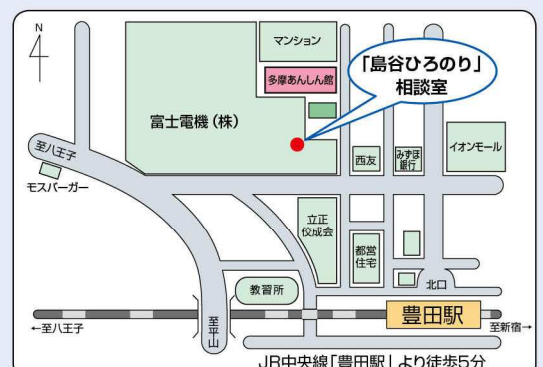 N
マンション
多摩あんしん館
「島谷ひろのり」
相談室
富士電機(株)
至八王子
モスバーガー
西友
みずほ
銀行
イオンモール
立正
佼成会
都営
住宅
教習所
北口
豊田駅
←至八王子
至平山
至新宿→
JR中央線「豊田駅」より徒歩5分